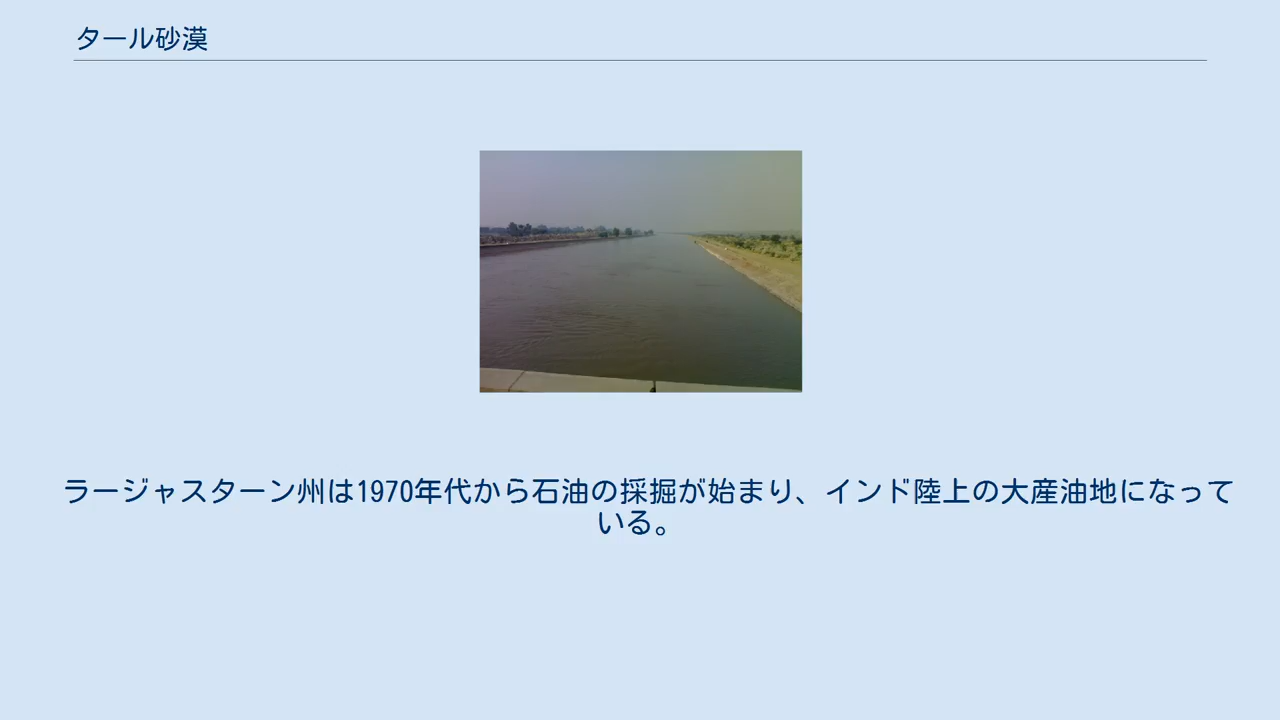 タール砂漠
ラージャスターン州は1970年代から石油の採掘が始まり、インド陸上の大産油地になって
いる。